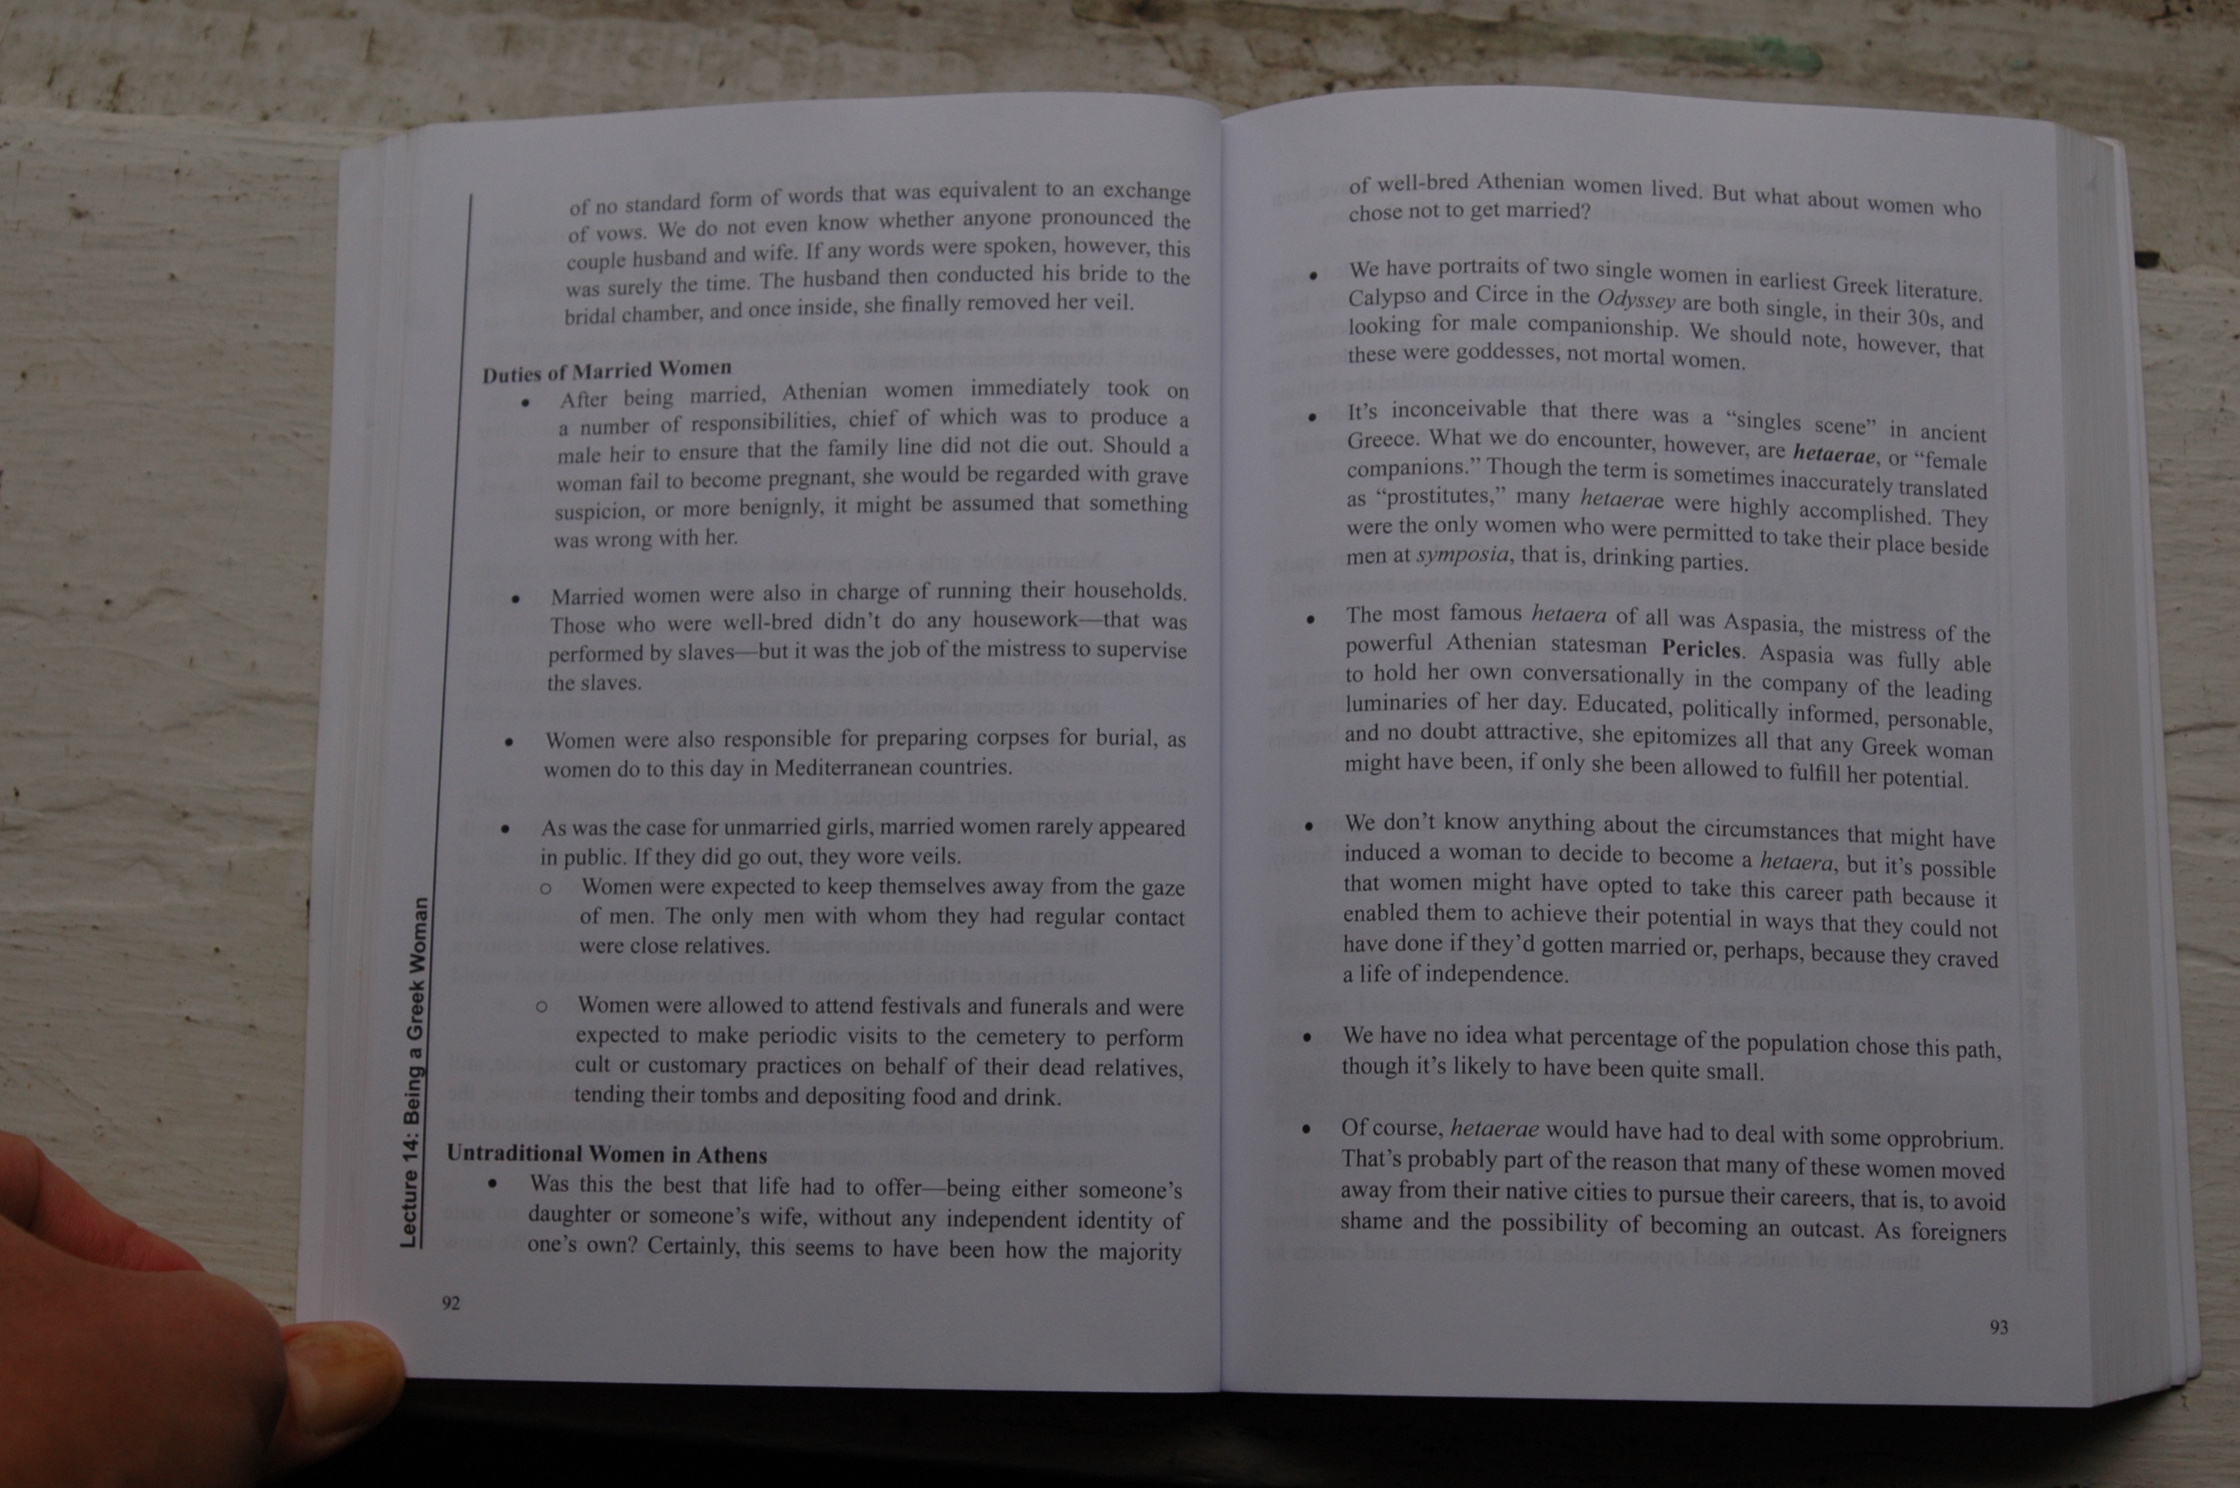 of no standard form of words that was equivalent to an exchange
of vows. We do not even know whether anyone pronounced the
couple husband and wife. If any words were spoken, however, this
was surely the time. The husband then conducted his bride to the
bridal chamber, and once inside, she finally removed her veil.
Duties of Married Women
• After being married, Athenian women immediately took on
a number of responsibilities, chief of which was to produce a
male heir to ensure that the family line did not die out. Should a
woman fail to become pregnant, she would be regarded with grave
suspicion, or more benignly, it might be assumed that something
was wrong with her.
• Married women were also in charge of running their households.
Those who were well-bred didn't do any housework—that was
performed by slaves—but it was the job of the mistress to supervise
the slaves.
• Women were also responsible for preparing corpses for burial, as
women do to this day in Mediterranean countries.
• As was the case for unmarried girls, married women rarely appeared
in public. If they did go out, they wore veils.
o Women were expected to keep themselves away from the gaze
of men. The only men with whom they had regular contact
were close relatives.
o Women were allowed to attend festivals and funerals and were
expected to make periodic visits to the cemetery to perform
cult or customary practices on behalf of their dead relatives,
tending their tombs and depositing food and drink.
Untraditional Women in Athens
• Was this the best that life had to offer—being either someone's
daughter or someone's wife, without any independent identity of
one's own? Certainly, this seems to have been how the majority
Lecture 14: Being a Greek Woman
92
of well-bred Athenian women lived. But what about women who
chose not to get married?
• We have portraits of two single women in earliest Greek literature.
Calypso and Circe in the Odyssey are both single, in their 30s, and
looking for male companionship. We should note, however, that
these were goddesses, not mortal women.
• It's inconceivable that there was a "singles scene" in ancient
Greece. What we do encounter, however, are hetaerae, or "female
companions." Though the term is sometimes inaccurately translated
as "prostitutes," many hetaerae were highly accomplished. They
were the only women who were permitted to take their place beside
men at symposia, that is, drinking parties.
• The most famous hetaera of all was Aspasia, the mistress of the
powerful Athenian statesman Pericles. Aspasia was fully able
to hold her own conversationally in the company of the leading
luminaries of her day. Educated, politically informed, personable,
and no doubt attractive, she epitomizes all that any Greek woman
might have been, if only she been allowed to fulfill her potential.
• We don't know anything about the circumstances that might have
induced a woman to decide to become a hetaera, but it's possible
that women might have opted to take this career path because it
enabled them to achieve their potential in ways that they could not
have done if they'd gotten married or, perhaps, because they craved
a life of independence.
• We have no idea what percentage of the population chose this path,
though it's likely to have been quite small.
• Of course, hetaerae would have had to deal with some opprobrium.
That's probably part of the reason that many of these women moved
away from their native cities to pursue their careers, that is, to avoid
shame and the possibility of becoming an outcast. As foreigners
93